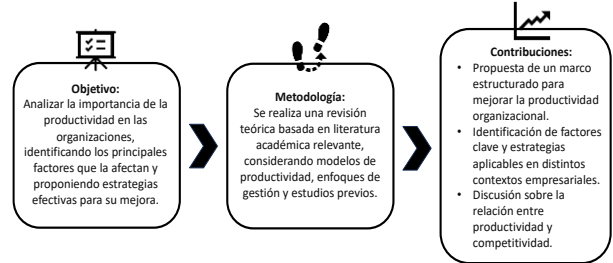 Objetivo:
Analizar la importancia de la
productividad en las
organizaciones,
identificando los principales
factores que la afectan y
proponiendo estrategias
efectivas para su mejora.
Metodología:
Se realiza una revisión
teórica basada en literatura
académica relevante,
considerando modelos de
productividad, enfoques de
gestión y estudios previos.
Contribuciones:
• Propuesta de un marco
estructurado para
mejorar la productividad
organizacional.
• Identificación de factores
clave y estrategias
aplicables en distintos
contextos empresariales.
• Discusión sobre la
relación entre
productividad y
competitividad.